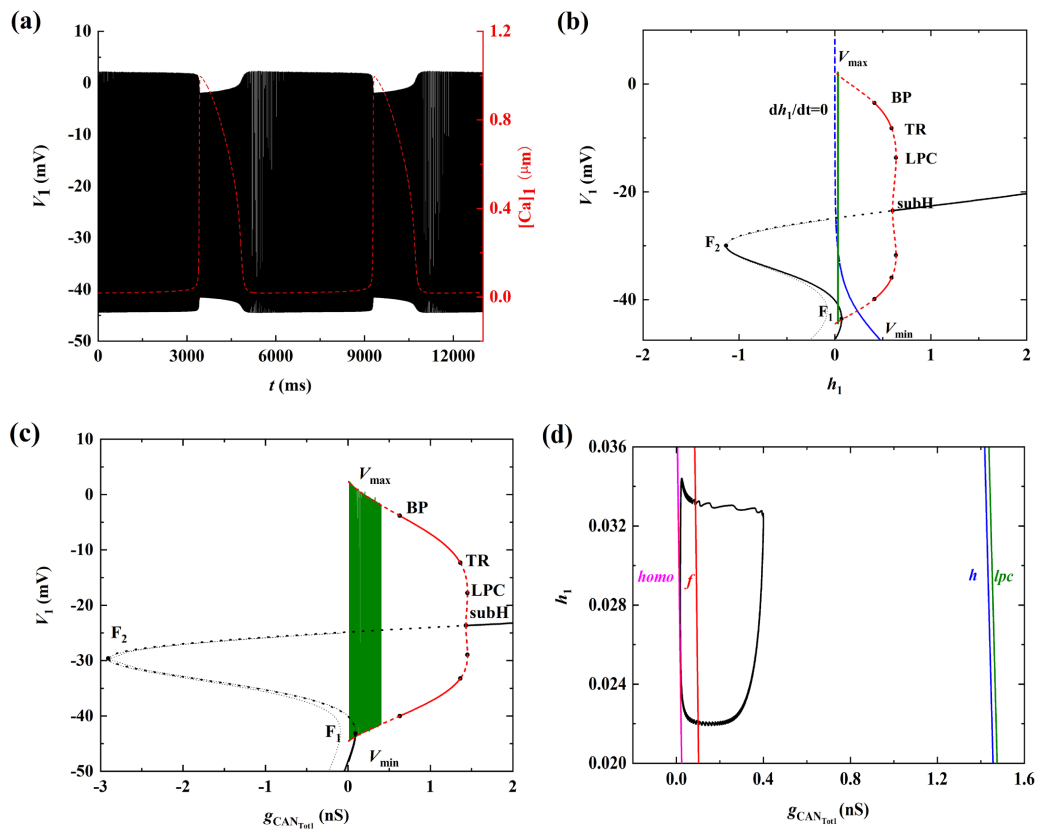 (a)
1.2
0.8
0.4
0.0
[Ca]1 (μm)
10
0
-10
-20
-30
-40
-50
V1 (mV)
0 3000 6000 9000 12000
t (ms)
(b)
0
-20
-40
V1 (mV)
Vmax
BP
dh1/dt=0
TR
LPC
subH
F2
F1
Vmin
-2 -1 0 1 2
h1
(c)
10
0
-10
-20
-30
-40
-50
V1 (mV)
Vmax
BP
TR
LPC
subH
F2
F1
Vmin
-3 -2 -1 0 1 2
gCANTot1 (nS)
(d)
0.036
0.032
0.028
0.024
0.020
h1
homo f h lpc
0.0 0.4 0.8 1.2 1.6
gCANTot1 (nS)